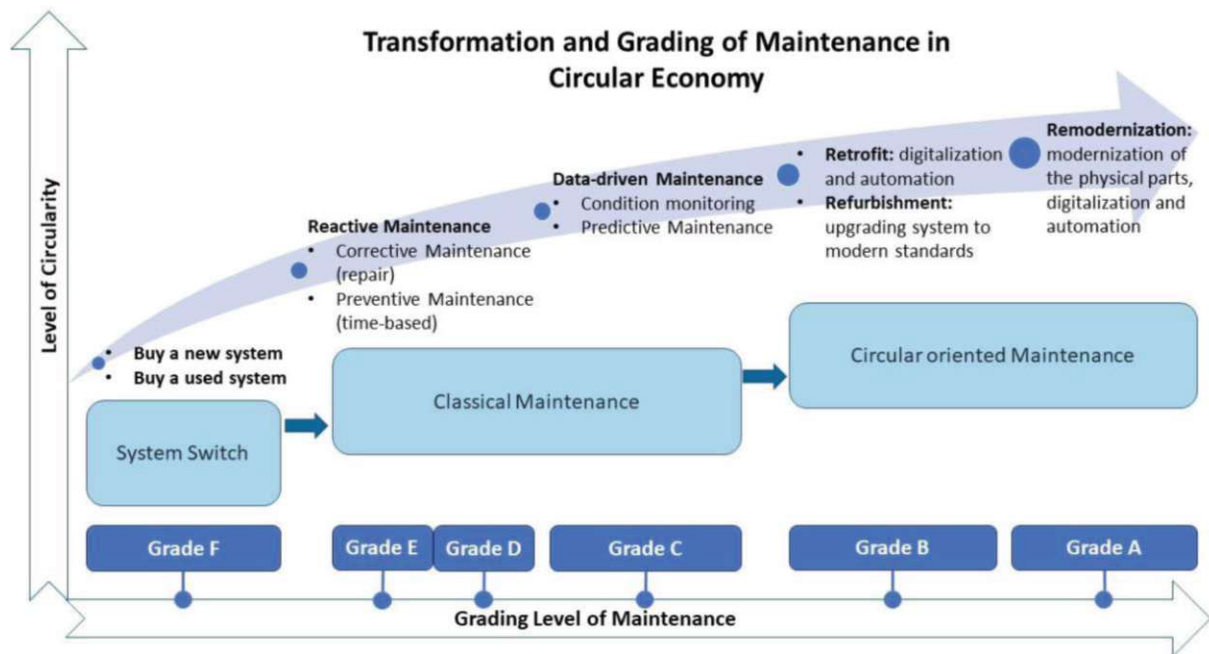 Transformation and Grading of Maintenance in
Circular Economy
Level of Circularity
• Buy a new system
• Buy a used system
Reactive Maintenance
• Corrective Maintenance
(repair)
• Preventive Maintenance
(time-based)
Data-driven Maintenance
• Condition monitoring
• Predictive Maintenance
• Retrofit: digitalization
and automation
• Refurbishment:
upgrading system to
modern standards
Remodernization:
modernization of
the physical parts,
digitalization and
automation
System Switch
Classical Maintenance
Circular oriented Maintenance
Grade F
Grade E
Grade D
Grade C
Grade B
Grade A
Grading Level of Maintenance